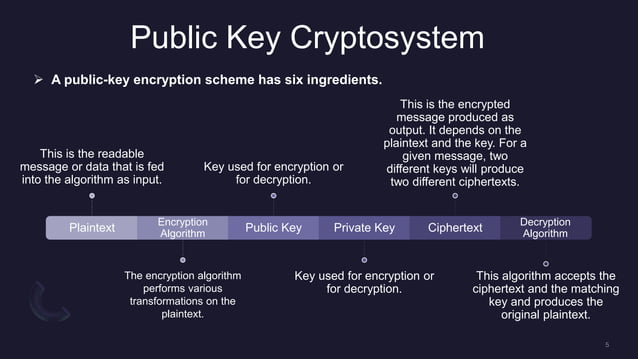 Public Key Cryptosystem
➢ A public-key encryption scheme has six ingredients.
This is the readable
message or data that is fed
into the algorithm as input.
Key used for encryption or
for decryption.
This is the encrypted
message produced as
output. It depends on the
plaintext and the key. For a
given message, two
different keys will produce
two different ciphertexts.
Plaintext
Encryption
Algorithm
Public Key
Private Key
Ciphertext
Decryption
Algorithm
The encryption algorithm
performs various
transformations on the
plaintext.
Key used for encryption or
for decryption.
This algorithm accepts the
ciphertext and the matching
key and produces the
original plaintext.
5